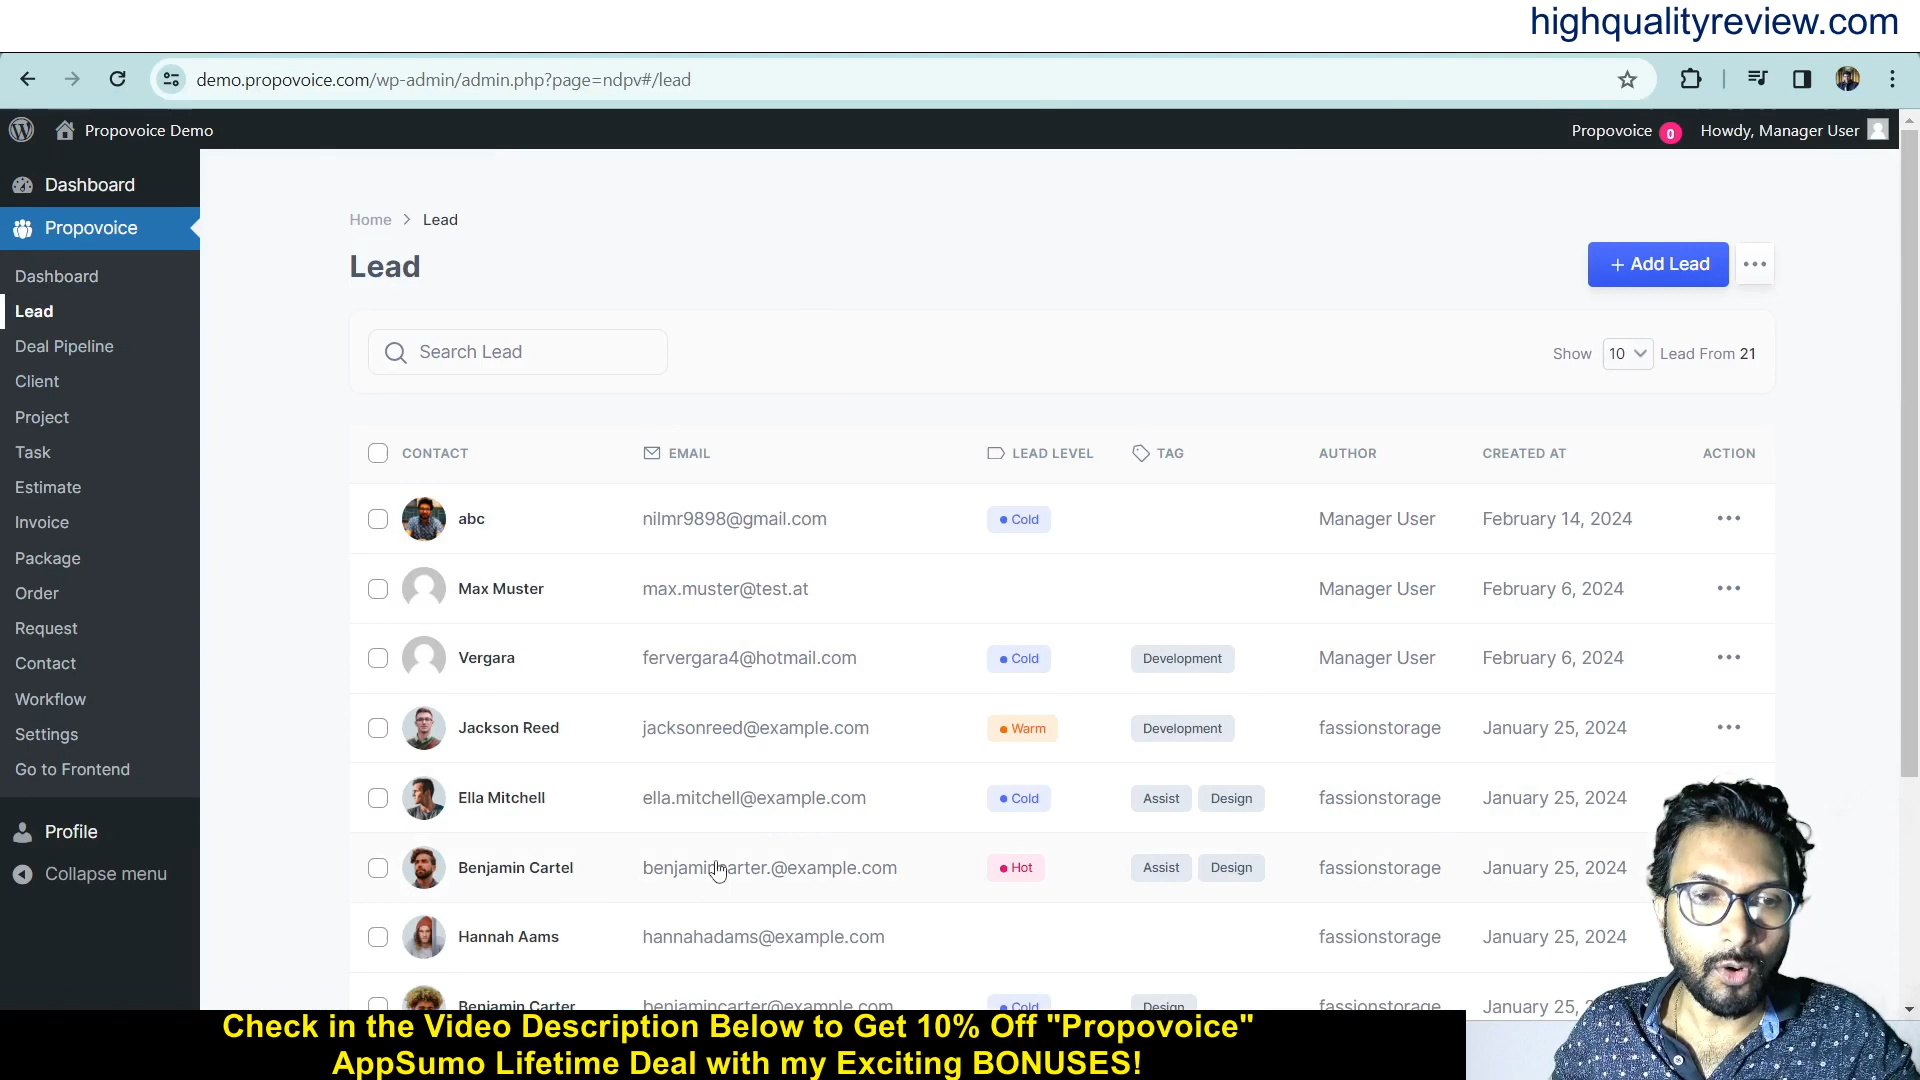 highqualityreview.com
demo.propovoice.com/wp-admin/admin.php?page=ndpv#/lead
Propovoice Demo
Propovoice 0 Howdy, Manager User
Dashboard
Propovoice
Dashboard
Lead
Deal Pipeline
Client
Project
Task
Estimate
Invoice
Package
Order
Request
Contact
Workflow
Settings
Go to Frontend
Profile
Collapse menu
Home > Lead
Lead
+ Add Lead
Search Lead
Show 10 Lead From 21
CONTACT EMAIL LEAD LEVEL TAG AUTHOR CREATED AT ACTION
abc nilmr9898@gmail.com Cold Manager User February 14, 2024
Max Muster max.muster@test.at Manager User February 6, 2024
Vergara fervergara4@hotmail.com Cold Development Manager User February 6, 2024
Jackson Reed jacksonreed@example.com Warm Development fassionstorage January 25, 2024
Ella Mitchell ella.mitchell@example.com Cold Assist Design fassionstorage January 25, 2024
Benjamin Cartel benjamincarter.@example.com Hot Assist Design fassionstorage January 25, 2024
Hannah Aams hannahadams@example.com fassionstorage January 25, 2024
Benjamin Carter benjamincarter@example.com Cold Design fassionstorage January 25,
Check in the Video Description Below to Get 10% Off "Propovoice"
AppSumo Lifetime Deal with my Exciting BONUSES!